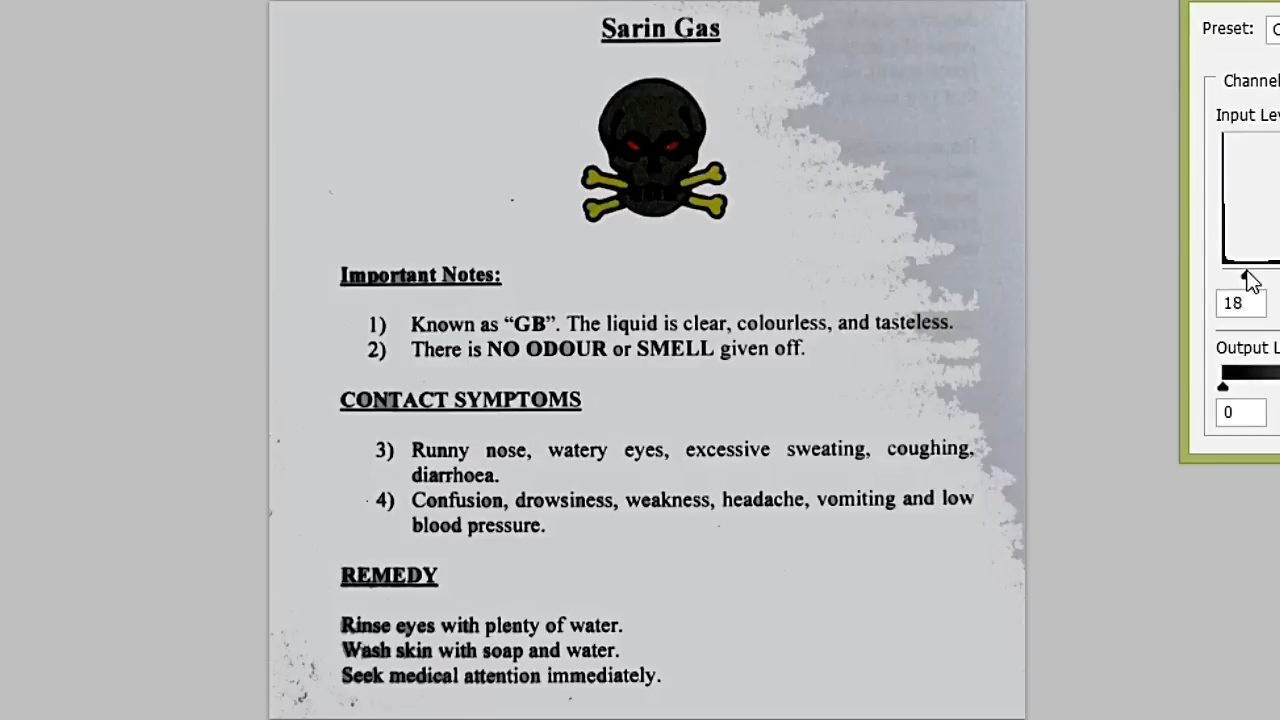 Sarin Gas
Preset:
Channel
Input Lev
Important Notes:
18
1) Known as “GB”. The liquid is clear, colourless, and tasteless.
2) There is NO ODOUR or SMELL given off.
Output L
CONTACT SYMPTOMS
0
3) Runny nose, watery eyes, excessive sweating, coughing,
diarrhoea.
4) Confusion, drowsiness, weakness, headache, vomiting and low
blood pressure.
REMEDY
Rinse eyes with plenty of water.
Wash skin with soap and water.
Seek medical attention immediately.